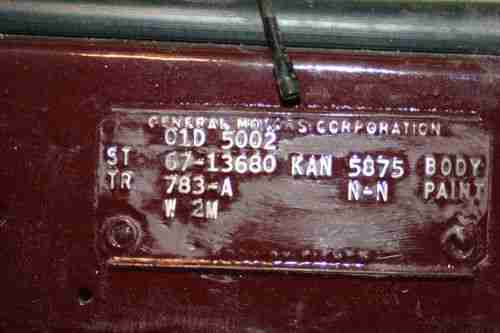 GENERAL MOTORS CORPORATION
01D 5002
ST 67-13680 KAN 5875 BODY
TR 783-A N-N PAINT
W 2M